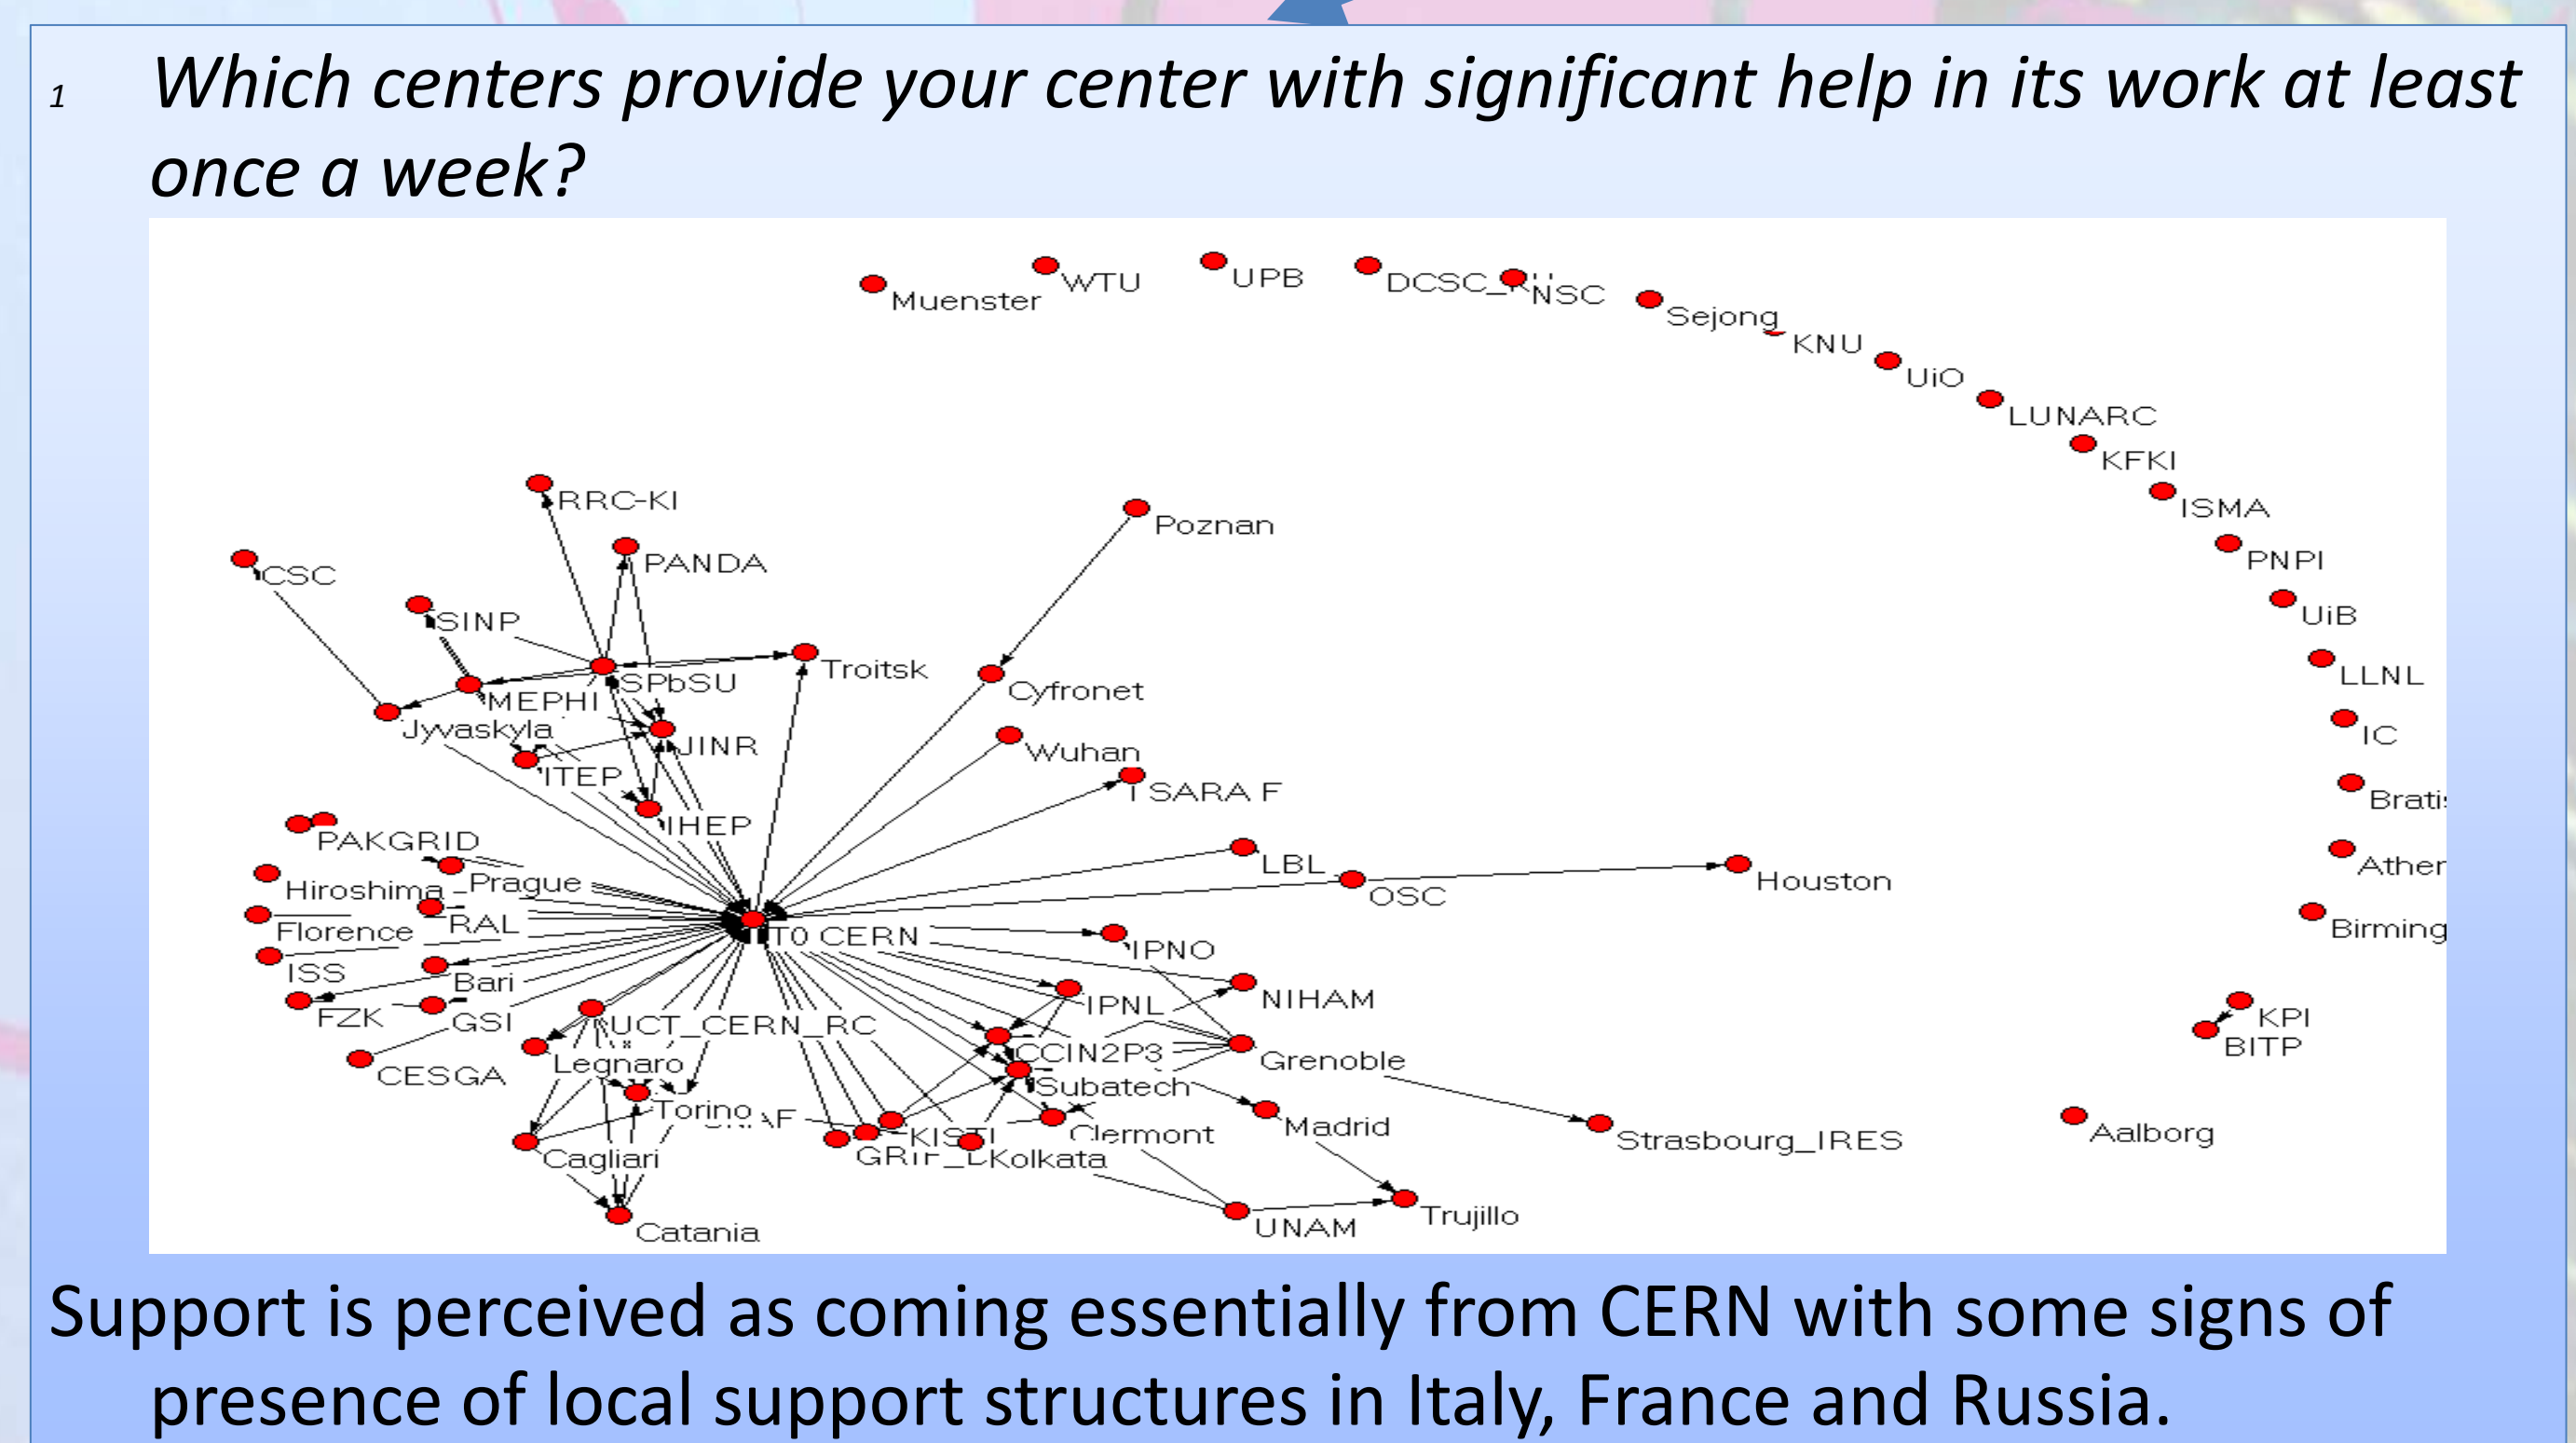 1 Which centers provide your center with significant help in its work at least
once a week?
Muenster
WTU
UPB
NSC
Sejong
KNU
UiO
LUNARC
KFKI
ISMA
PNPI
UiB
LLNL
IC
Birming
KPI
BITP
Aalborg
RRC-KI
PANDA
Poznan
CSC
SINP
Troitsk
SPbSU
MEPHI
Cyfronet
Jyvaskyla
JINR
Wuhan
ITEP
SARA F
IHEP
PAKGRID
LBL
Houston
Hiroshima
Prague
OSC
Florence
RAL
T0 CERN
IPNO
ISS
Bari
NIHAM
FZK
GSI
UCT_CERN_RC
IPNL
CCIN2P3
Grenoble
CESGA
Legnaro
Subatech
Torino
KISTI
Clermont
Madrid
Strasbourg_IRES
Cagliari
Kolkata
Catania
UNAM
Trujillo
Support is perceived as coming essentially from CERN with some signs of
presence of local support structures in Italy, France and Russia.